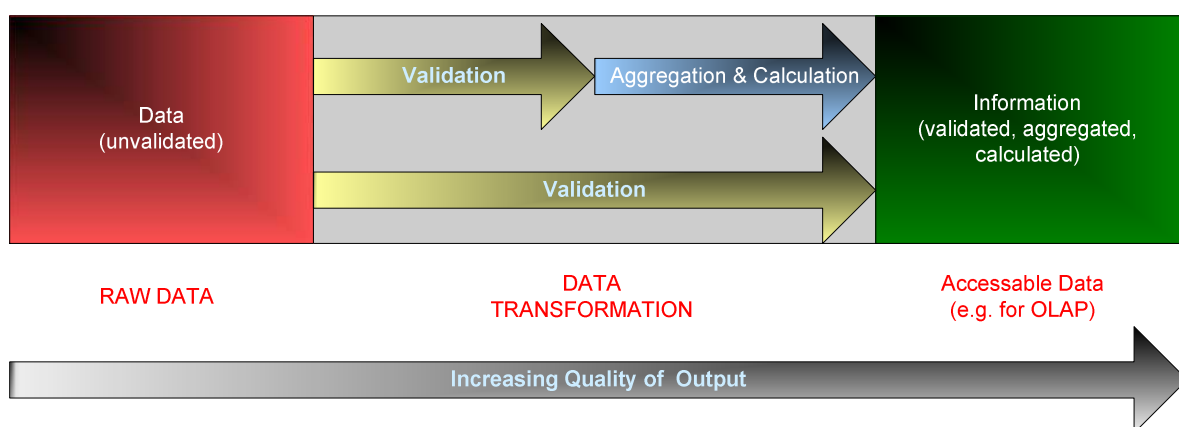 Data
(unvalidated)
Validation
Aggregation & Calculation
Validation
Information
(validated, aggregated,
calculated)
RAW DATA
DATA
TRANSFORMATION
Accessable Data
(e.g. for OLAP)
Increasing Quality of Output